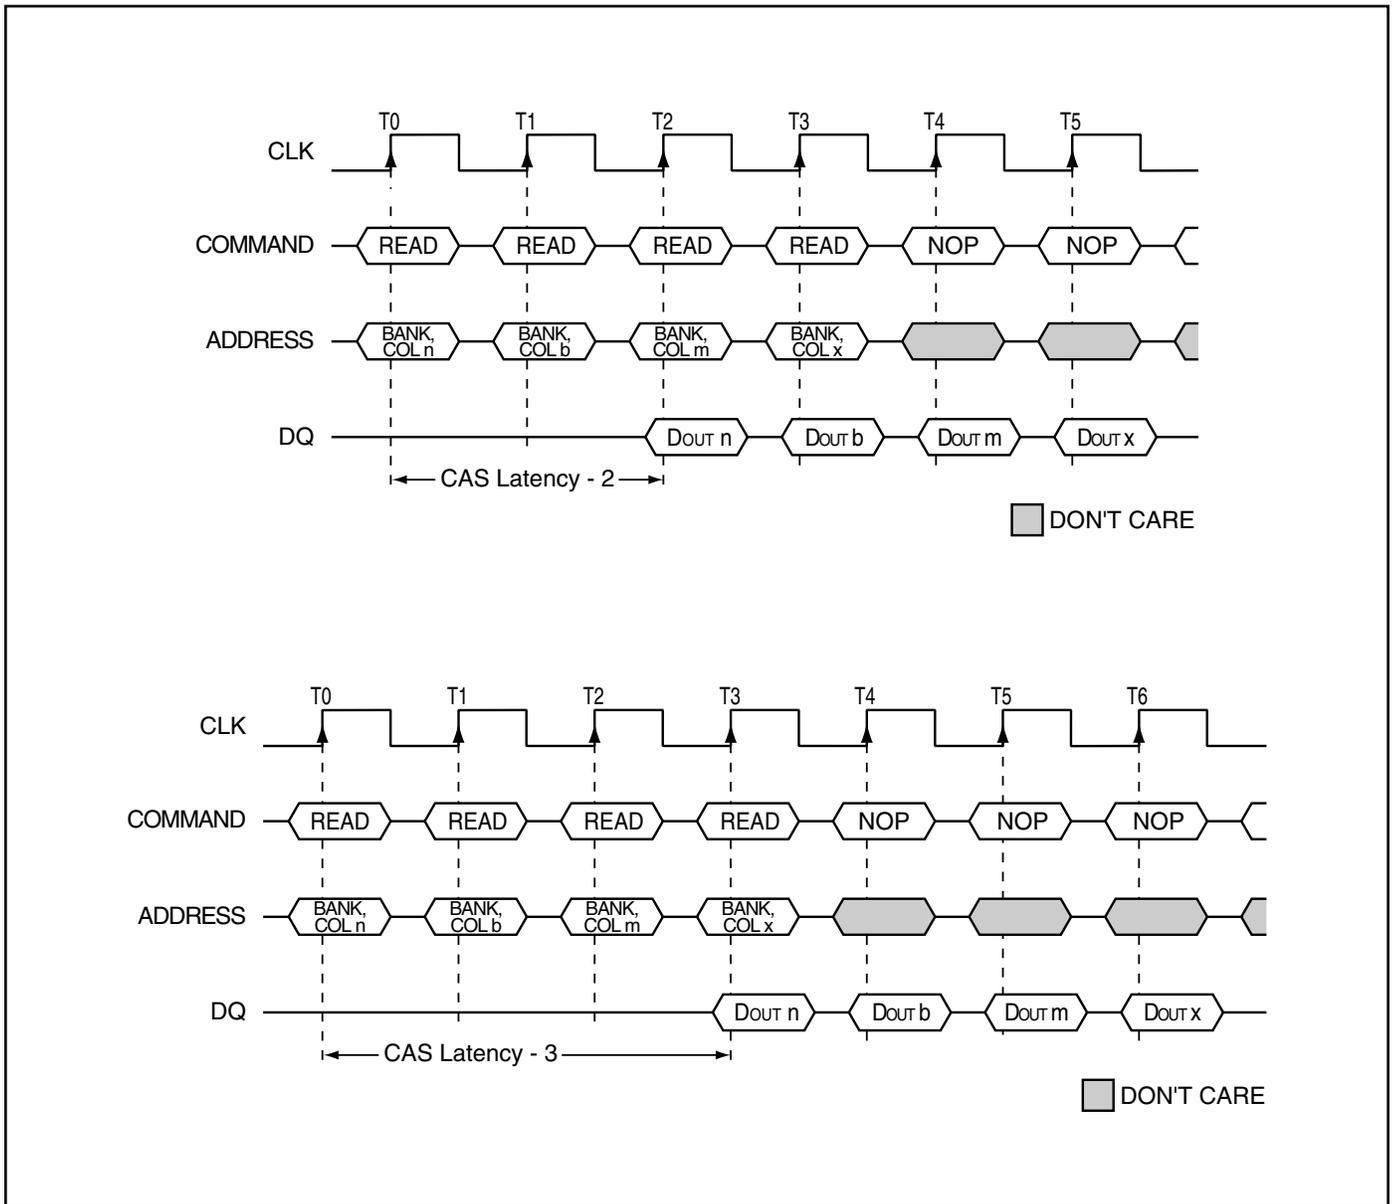 T0 T1 T2 T3 T4 T5
CLK
COMMAND READ READ READ READ NOP NOP
ADDRESS BANK, COL n BANK, COL b BANK, COL m BANK, COL x
DQ DOUT n DOUT b DOUT m DOUT x
CAS Latency - 2
DON'T CARE
T0 T1 T2 T3 T4 T5 T6
CLK
COMMAND READ READ READ READ NOP NOP NOP
ADDRESS BANK, COL n BANK, COL b BANK, COL m BANK, COL x
DQ DOUT n DOUT b DOUT m DOUT x
CAS Latency - 3
DON'T CARE